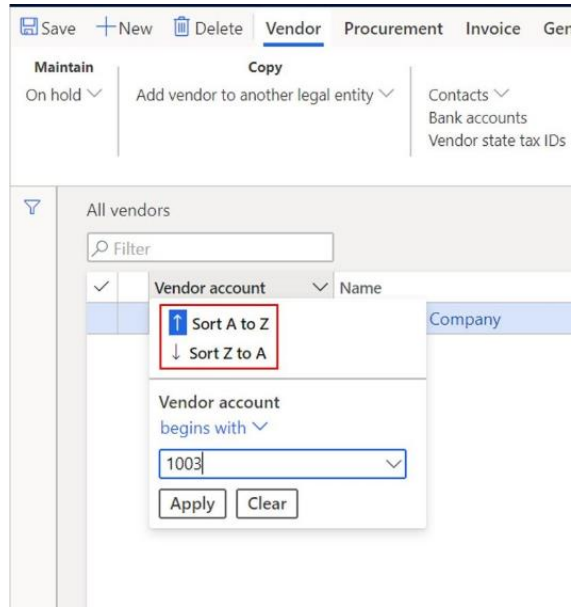 Save New Delete Vendor Procurement Invoice Gen
Maintain
On hold
Copy
Add vendor to another legal entity
Contacts
Bank accounts
Vendor state tax IDs
All vendors
Filter
Vendor account Name
Company
Sort A to Z
Sort Z to A
Vendor account
begins with
1003
Apply Clear